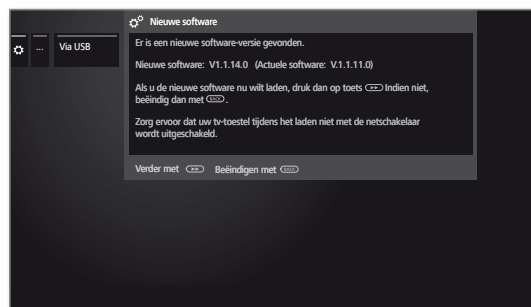 Nieuwe software
... Via USB
Er is een nieuwe software-versie gevonden.
Nieuwe software: V1.1.14.0 (Actuele software: V.1.1.11.0)
Als u de nieuwe software nu wilt laden, druk dan op toets Indien niet,
beëindig dan met BACK.
Zorg ervoor dat uw tv-toestel tijdens het laden niet met de netschakelaar
wordt uitgeschakeld.
Verder met Beëindigen met BACK